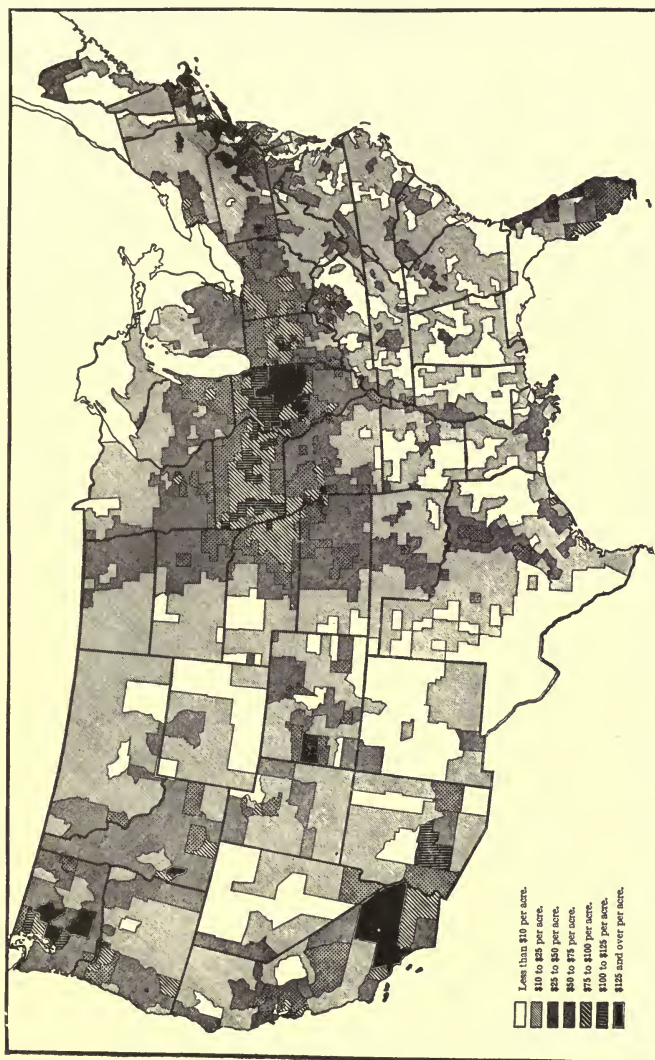 Less than $10 per acre.
$10 to $25 per acre.
$25 to $50 per acre.
$50 to $75 per acre.
$75 to $100 per acre.
$100 to $125 per acre.
$125 and over per acre.